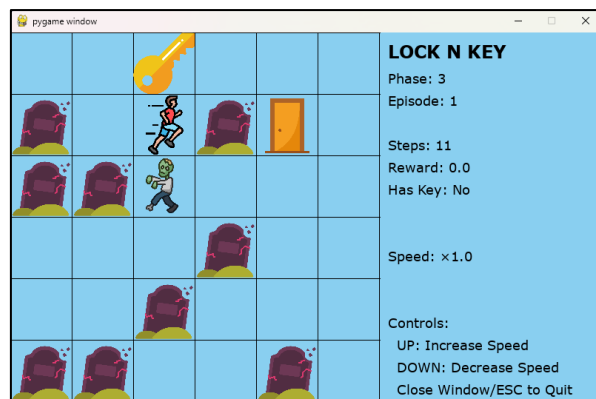 pygame window
LOCK N KEY
Phase: 3
Episode: 1
Steps: 11
Reward: 0.0
Has Key: No
Speed: ×1.0
Controls:
UP: Increase Speed
DOWN: Decrease Speed
Close Window/ESC to Quit